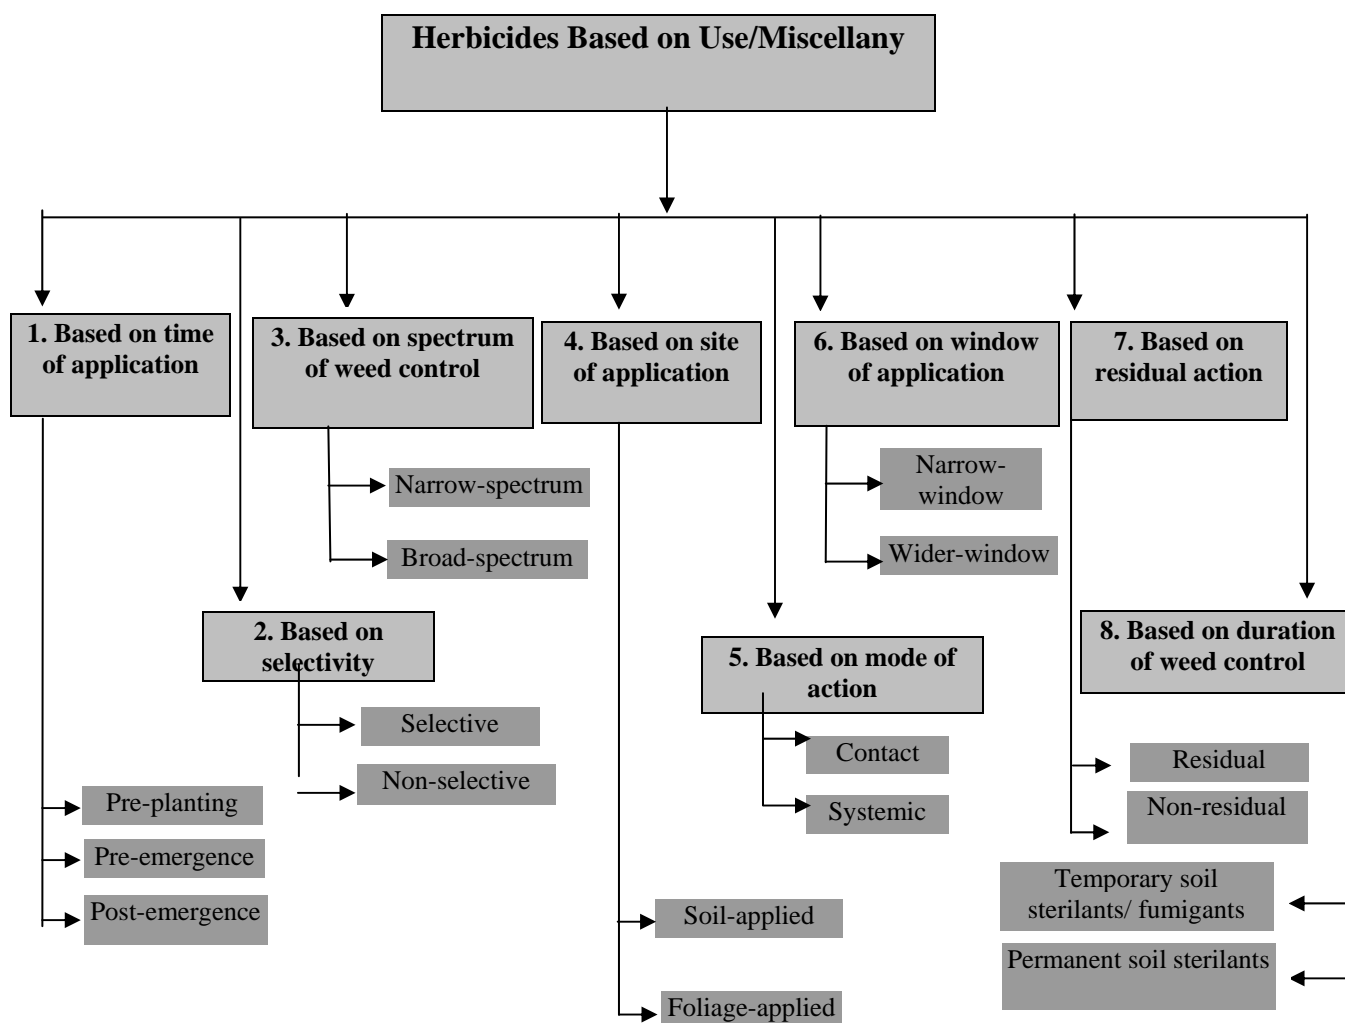 Herbicides Based on Use/Miscellany
1. Based on time
of application
Pre-planting
Pre-emergence
Post-emergence
2. Based on
selectivity
Selective
Non-selective
3. Based on spectrum
of weed control
Narrow-spectrum
Broad-spectrum
4. Based on site
of application
Soil-applied
Foliage-applied
5. Based on mode of
action
Contact
Systemic
6. Based on window
of application
Narrow-
window
Wider-window
7. Based on
residual action
Residual
Non-residual
8. Based on duration
of weed control
Temporary soil
sterilants/ fumigants
Permanent soil sterilants